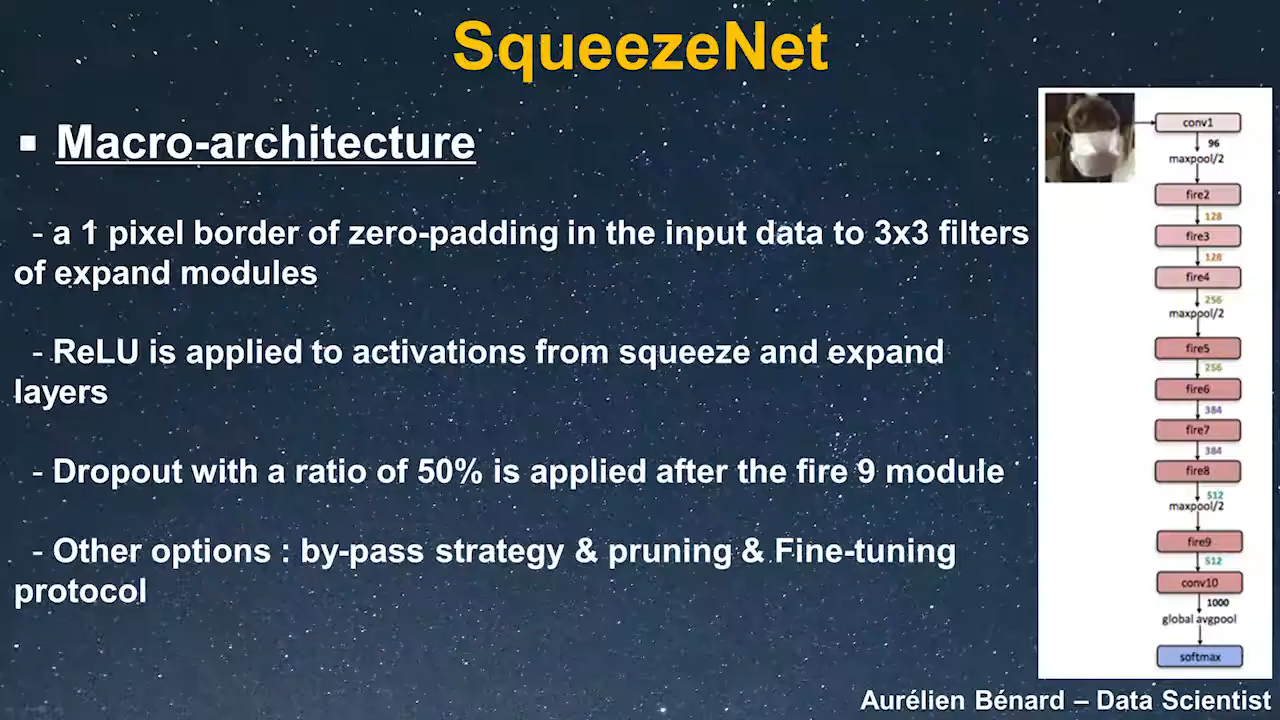 SqueezeNet
▪ Macro-architecture
- a 1 pixel border of zero-padding in the input data to 3x3 filters
of expand modules
- ReLU is applied to activations from squeeze and expand
layers
- Dropout with a ratio of 50% is applied after the fire 9 module
- Other options : by-pass strategy & pruning & Fine-tuning
protocol
conv1
96
maxpool/2
fire2
128
fire3
128
fire4
256
maxpool/2
fire5
256
fire6
384
fire7
384
fire8
512
maxpool/2
fire9
512
conv10
1000
global avgpool
softmax
Aurélien Bénard – Data Scientist